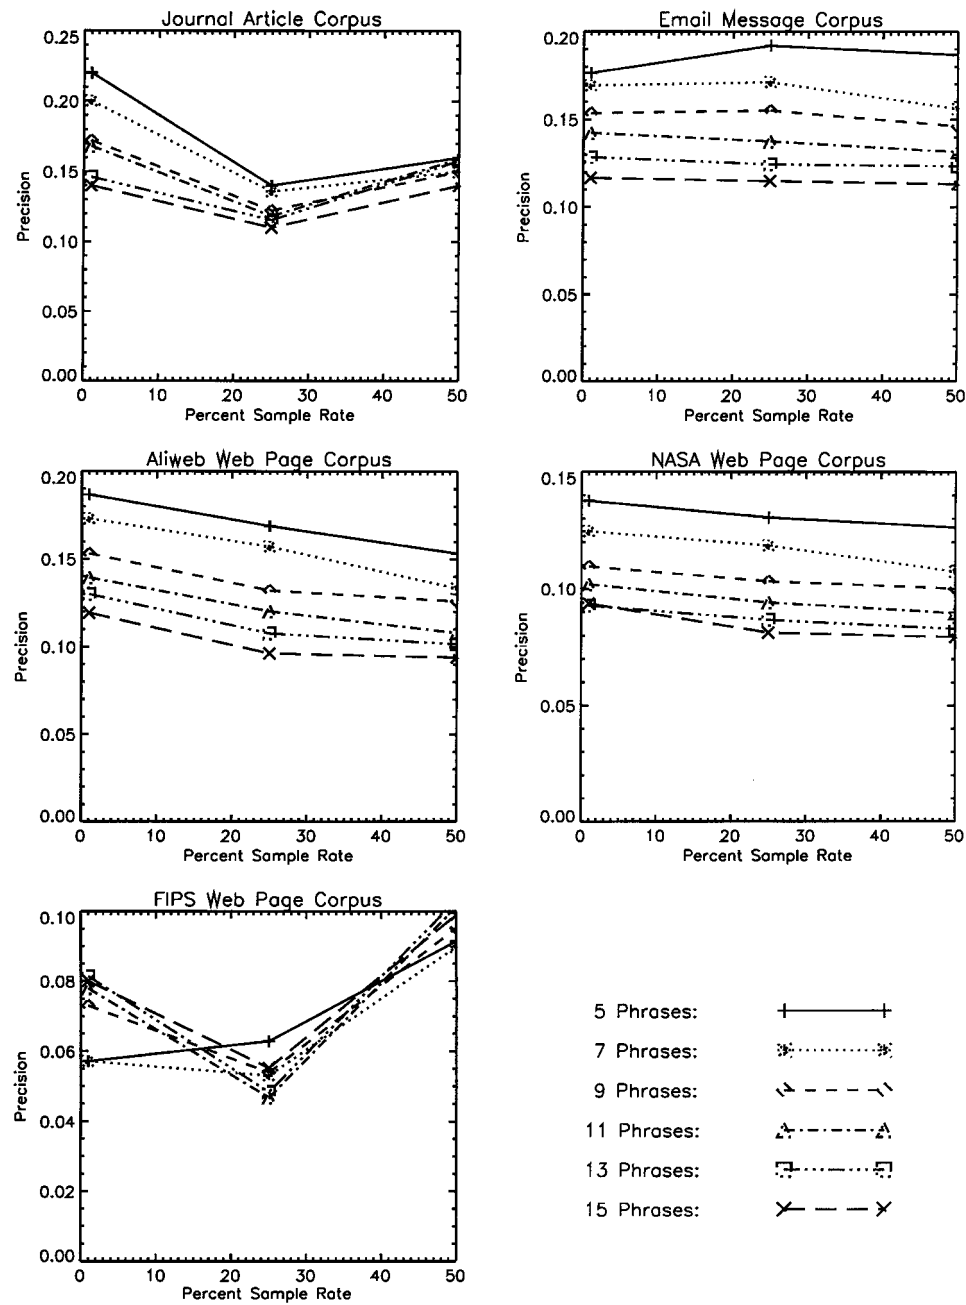 Journal Article Corpus
0.25
0.20
0.15
0.10
0.05
0.00
Precision
0 10 20 30 40 50
Percent Sample Rate
Email Message Corpus
0.20
0.15
0.10
0.05
0.00
Precision
0 10 20 30 40 50
Percent Sample Rate
Aliweb Web Page Corpus
0.20
0.15
0.10
0.05
0.00
Precision
0 10 20 30 40 50
Percent Sample Rate
NASA Web Page Corpus
0.15
0.10
0.05
0.00
Precision
0 10 20 30 40 50
Percent Sample Rate
FIPS Web Page Corpus
0.10
0.08
0.06
0.04
0.02
0.00
Precision
0 10 20 30 40 50
Percent Sample Rate
5 Phrases:
7 Phrases:
9 Phrases:
11 Phrases:
13 Phrases:
15 Phrases: